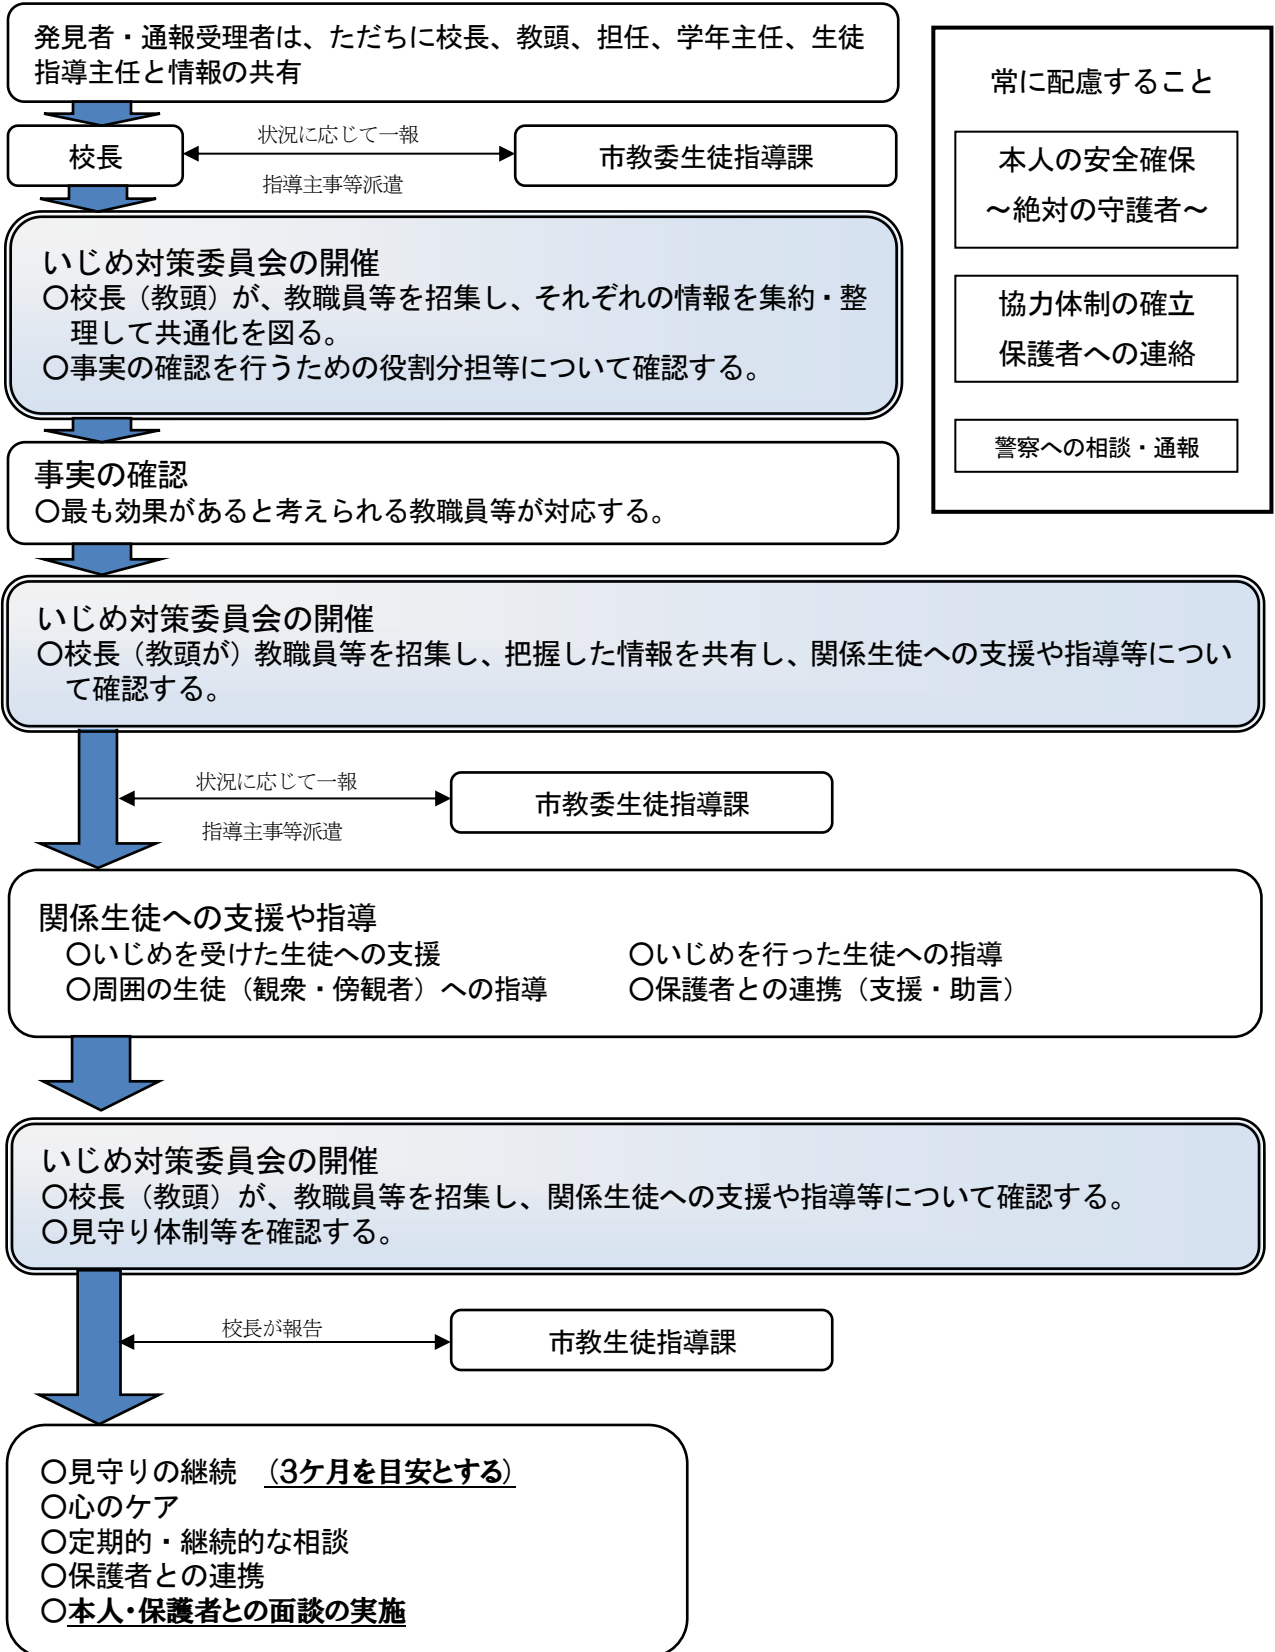 発見者・通報受理者は、ただちに校長、教頭、担任、学年主任、生徒
指導主任と情報の共有
校長
状況に応じて一報
指導主事等派遣
市教委生徒指導課
常に配慮すること
本人の安全確保
～絶対の守護者～
協力体制の確立
保護者への連絡
警察への相談・通報
いじめ対策委員会の開催
○校長（教頭）が、教職員等を招集し、それぞれの情報を集約・整
理して共通化を図る。
○事実の確認を行うための役割分担等について確認する。
事実の確認
○最も効果があると考えられる教職員等が対応する。
いじめ対策委員会の開催
○校長（教頭が）教職員等を招集し、把握した情報を共有し、関係生徒への支援や指導等につい
て確認する。
状況に応じて一報
指導主事等派遣
市教委生徒指導課
関係生徒への支援や指導
○いじめを受けた生徒への支援 ○いじめを行った生徒への指導
○周囲の生徒（観衆・傍観者）への指導 ○保護者との連携（支援・助言）
いじめ対策委員会の開催
○校長（教頭）が、教職員等を招集し、関係生徒への支援や指導等について確認する。
○見守り体制等を確認する。
校長が報告
市教生徒指導課
○見守りの継続 （3ケ月を目安とする）
○心のケア
○定期的・継続的な相談
○保護者との連携
○本人・保護者との面談の実施